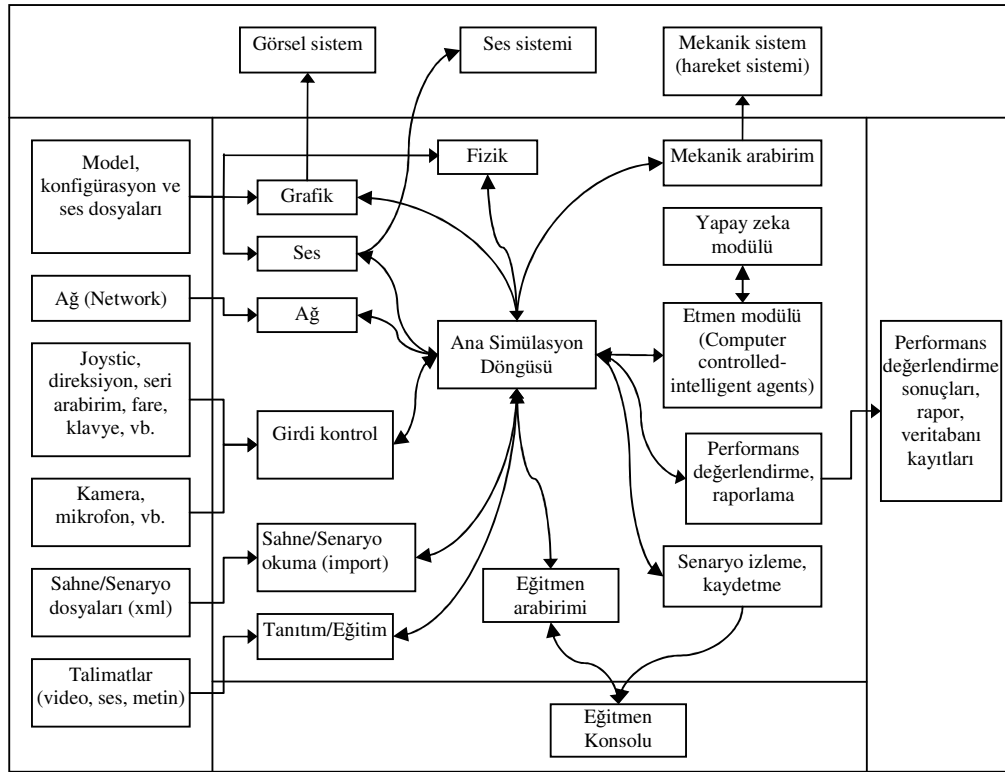 Görsel sistem
Ses sistemi
Mekanik sistem
(hareket sistemi)
Model,
konfigürasyon ve
ses dosyaları
Ağ (Network)
Joystic,
direksiyon, seri
arabirim, fare,
klavye, vb.
Kamera,
mikrofon, vb.
Sahne/Senaryo
dosyaları (xml)
Talimatlar
(video, ses, metin)
Grafik
Ses
Ağ
Girdi kontrol
Sahne/Senaryo
okuma (import)
Tanıtım/Eğitim
Fizik
Ana Simülasyon
Döngüsü
Eğitmen
arabirimi
Mekanik arabirim
Yapay zeka
modülü
Etmen modülü
(Computer
controlled-
intelligent agents)
Performans
değerlendirme,
raporlama
Senaryo izleme,
kaydetme
Performans
değerlendirme
sonuçları,
rapor,
veritabanı
kayıtları
Eğitmen
Konsolu